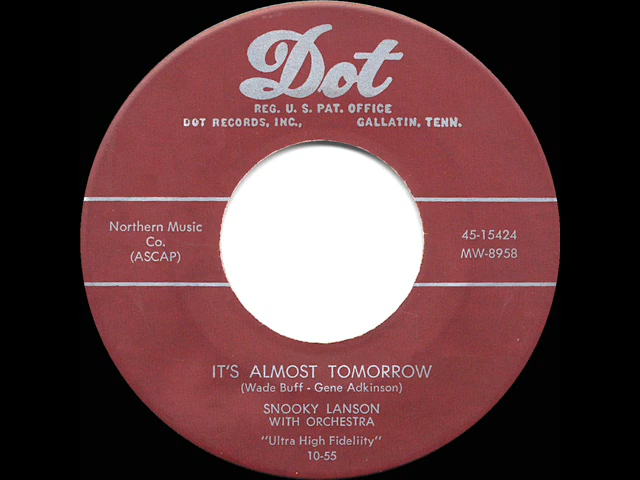 Dot
REG. U. S. PAT. OFFICE
DOT RECORDS, INC., GALLATIN, TENN.
Northern Music
Co.
(ASCAP)
45-15424
MW-8958
IT'S ALMOST TOMORROW
(Wade Buff - Gene Adkinson)
SNOOKY LANSON
WITH ORCHESTRA
"Ultra High Fideliity"
10-55